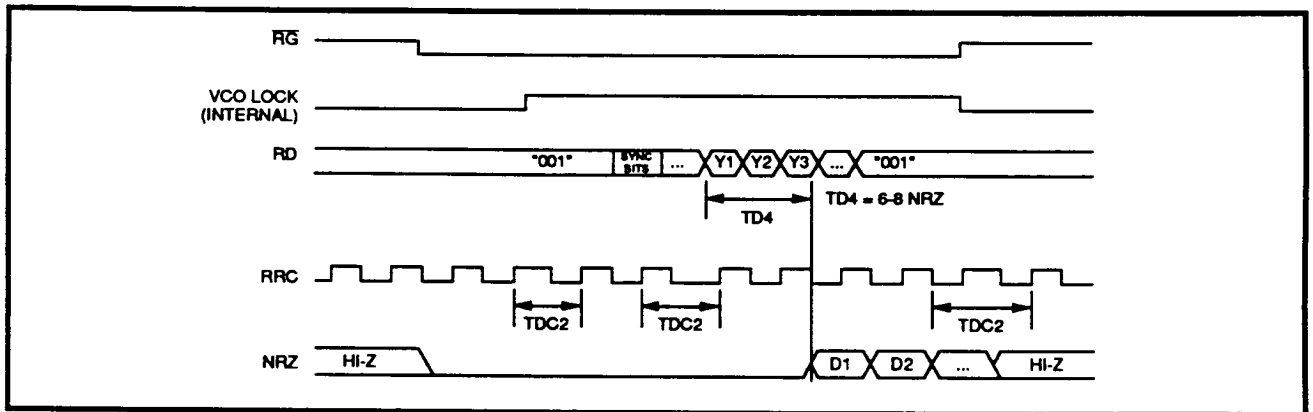 RG
VCO LOCK
(INTERNAL)
RD "001" SYNC BITS ... Y1 Y2 Y3 ... "001"
TD4 TD4 = 6-8 NRZ
RRC
TDC2 TDC2 TDC2
NRZ HI-Z D1 D2 ... HI-Z